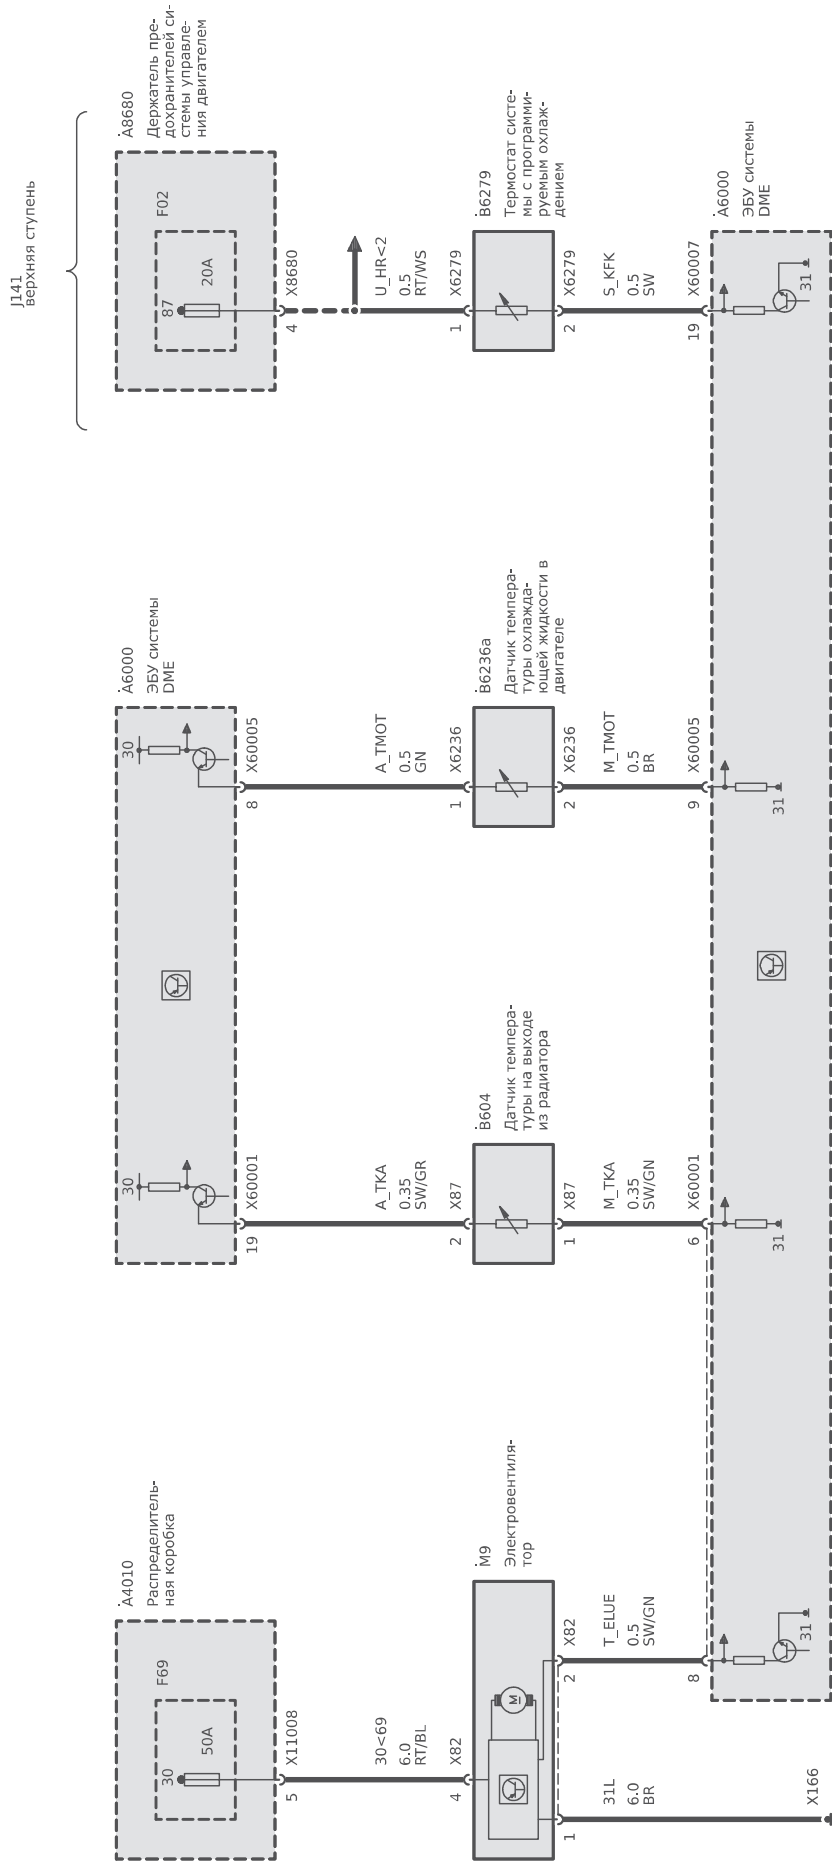 J141
верхняя ступень
A4010
Распределитель-
ная коробка
F69
30
50A
5
X11008
30<69
6.0
RT/BL
4
X82
M9
Электровентиля-
тор
M
1
31L
6.0
BR
X166
2
X82
T_ELUE
0.5
SW/GN
8
31
A6000
ЭБУ системы
DME
30
19
X60001
A_TKA
0.35
SW/GR
2
X87
B604
Датчик темпера-
туры на выходе
из радиатора
1
X87
M_TKA
0.35
SW/GN
6
X60001
31
30
8
X60005
A_TMOT
0.5
GN
1
X6236
B6236a
Датчик темпера-
туры охлажда-
ющей жидкости в
двигателе
2
X6236
M_TMOT
0.5
BR
9
X60005
31
A8680
Держатель пре-
дохранителей си-
стемы управле-
ния двигателем
F02
87
20A
4
X8680
U_HR<2
0.5
RT/WS
1
X6279
B6279
Термостат систе-
мы с программи-
руемым охлаж-
дением
2
X6279
S_KFK
0.5
SW
19
X60007
A6000
ЭБУ системы
DME
31